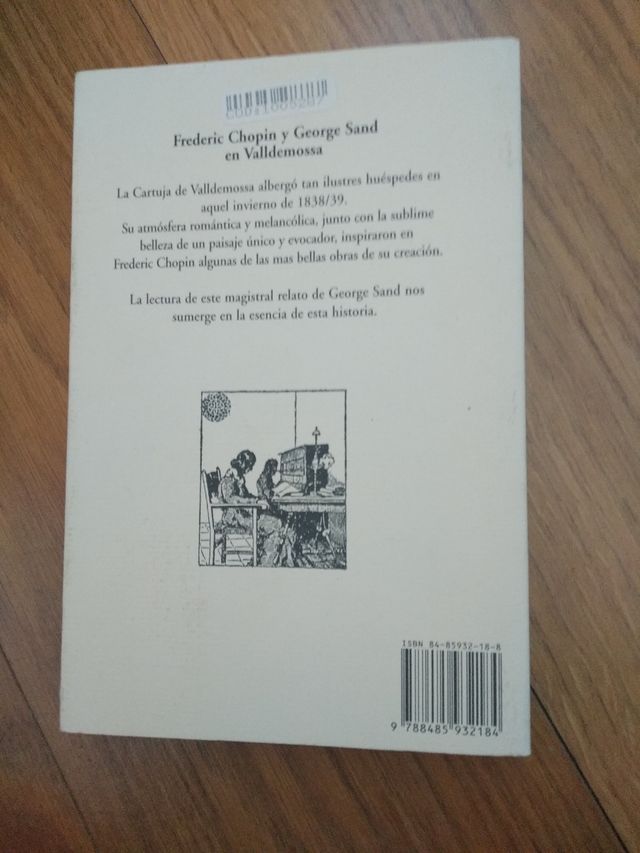 COD:1005287
Frederic Chopin y George Sand
en Valldemossa
La Cartuja de Valldemossa albergó tan ilustres huéspedes en
aquel invierno de 1838/39.
Su atmósfera romántica y melancólica, junto con la sublime
belleza de un paisaje único y evocador, inspiraron en
Frederic Chopin algunas de las mas bellas obras de su creación.
La lectura de este magistral relato de George Sand nos
sumerge en la esencia de esta historia.
ISBN 84-85932-18-8
9 788485 932184